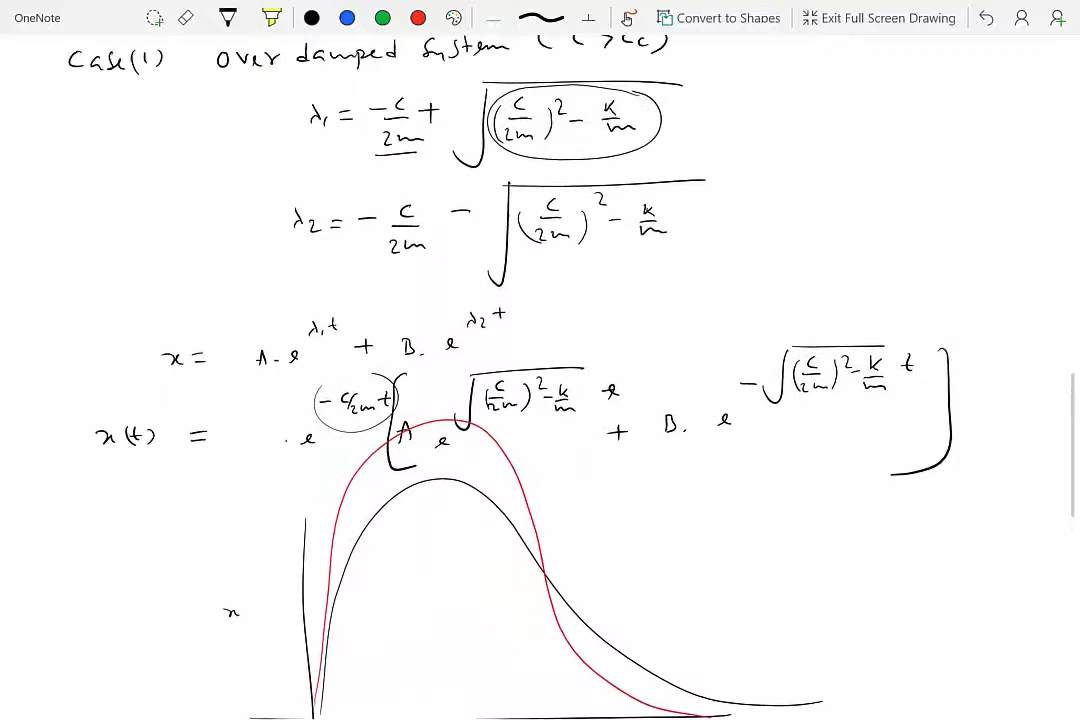 OneNote Convert to Shapes Exit Full Screen Drawing
Case(1) over damped System (C > Cc)
λ₁ = -c/2m + √((c/2m)² - k/m)
λ₂ = - c/2m - √((c/2m)² - k/m)
x = A. e^λ₁t + B. e^λ₂t
x(t) = . e^(-c/2m t) [A e^√((c/2m)² - k/m) t + B. e^-√((c/2m)² - k/m) t]
x